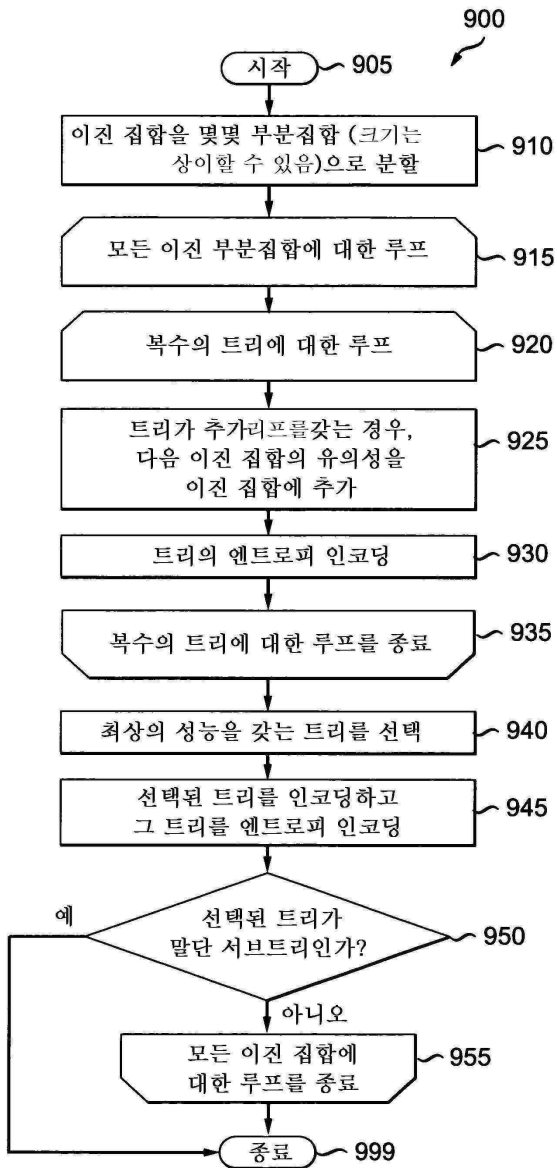 900
시작
905
이진 집합을 몇몇 부분집합 (크기는
상이할 수 있음)으로 분할
910
모든 이진 부분집합에 대한 루프
915
복수의 트리에 대한 루프
920
트리가 추가리프를갖는 경우,
다음 이진 집합의 유의성을
이진 집합에 추가
925
트리의 엔트로피 인코딩
930
복수의 트리에 대한 루프를 종료
935
최상의 성능을 갖는 트리를 선택
940
선택된 트리를 인코딩하고
그 트리를 엔트로피 인코딩
945
예
선택된 트리가
말단 서브트리인가?
950
아니오
모든 이진 집합에
대한 루프를 종료
955
종료
999